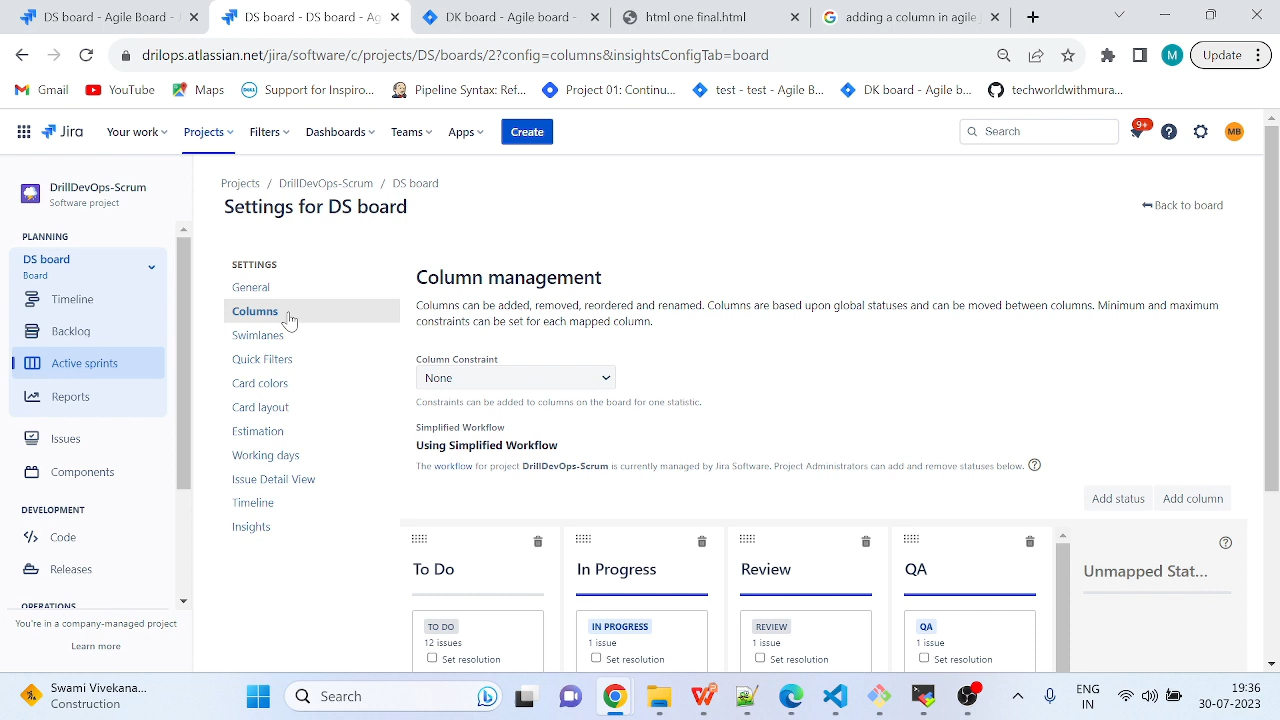 DS board - Agile board -
DS board - DS board - Ag
DK board - Agile board -
html one final.html
adding a column in agile
drilops.atlassian.net/jira/software/c/projects/DS/boards/2?config=columns&insightsConfigTab=board
M
Update
Gmail
YouTube
Maps
Support for Inspiro...
Pipeline Syntax: Ref...
Project 01: Continu...
test - test - Agile B...
DK board - Agile b...
techworldwithmura...
Jira
Your work
Projects
Filters
Dashboards
Teams
Apps
Create
Search
9+
MB
DrillDevOps-Scrum
Software project
PLANNING
DS board
Board
Timeline
Backlog
Active sprints
Reports
Issues
Components
DEVELOPMENT
Code
Releases
OPERATIONS
You're in a company-managed project
Learn more
Projects / DrillDevOps-Scrum / DS board
Settings for DS board
Back to board
SETTINGS
General
Columns
Swimlanes
Quick Filters
Card colors
Card layout
Estimation
Working days
Issue Detail View
Timeline
Insights
Column management
Columns can be added, removed, reordered and renamed. Columns are based upon global statuses and can be moved between columns. Minimum and maximum
constraints can be set for each mapped column.
Column Constraint
None
Constraints can be added to columns on the board for one statistic.
Simplified Workflow
Using Simplified Workflow
The workflow for project DrillDevOps-Scrum is currently managed by Jira Software. Project Administrators can add and remove statuses below.
Add status
Add column
To Do
In Progress
Review
QA
Unmapped Stat...
TO DO
12 issues
Set resolution
IN PROGRESS
1 issue
Set resolution
REVIEW
1 issue
Set resolution
QA
1 issue
Set resolution
Swami Vivekana...
Construction
Search
ENG
IN
19:36
30-07-2023